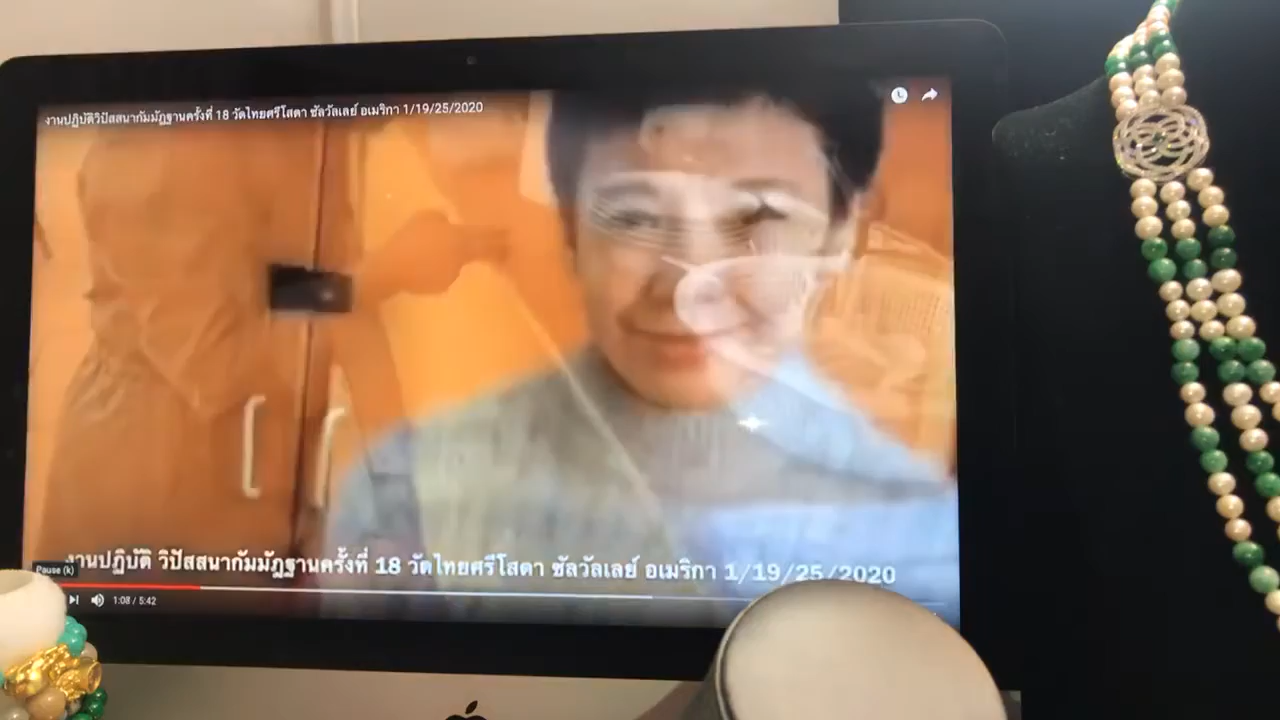 งานปฏิบัติวิปัสสนากัมมัฏฐานครั้งที่ 18 วัดไทยศรีโสดา ซัลวัลเลย์ อเมริกา 1/19/25/2020
งานปฏิบัติ วิปัสสนากัมมัฏฐานครั้งที่ 18 วัดไทยศรีโสดา ซัลวัลเลย์ อเมริกา 1/19/25/2020
Pause (k)
1:08 / 5:42